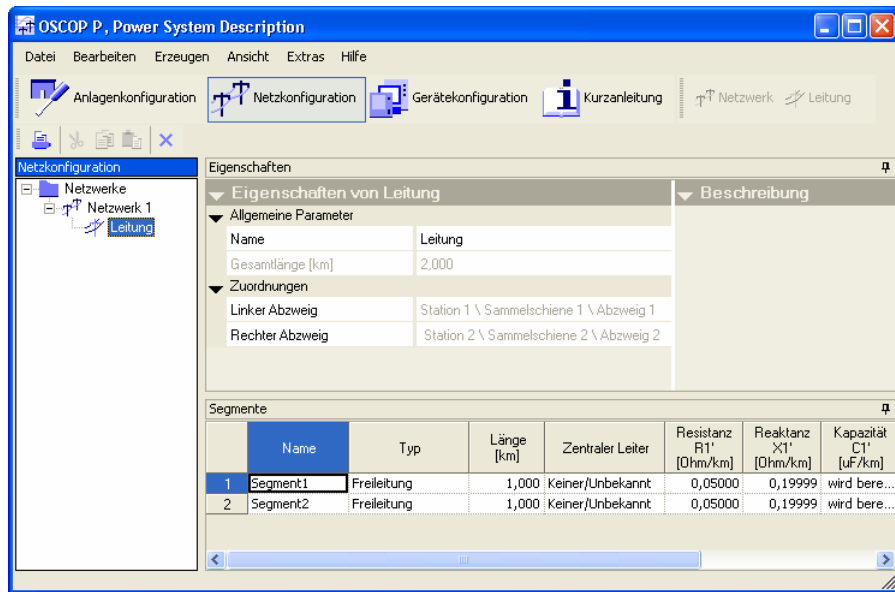 OSCOP P, Power System Description
Datei Bearbeiten Erzeugen Ansicht Extras Hilfe
Anlagenkonfiguration Netzkonfiguration Gerätekonfiguration Kurzanleitung Netzwerk Leitung
Netzkonfiguration
Netzwerke
Netzwerk 1
Leitung
Eigenschaften
Eigenschaften von Leitung Beschreibung
Allgemeine Parameter
Name Leitung
Gesamtlänge [km] 2,000
Zuordnungen
Linker Abzweig Station 1 \ Sammelschiene 1 \ Abzweig 1
Rechter Abzweig Station 2 \ Sammelschiene 2 \ Abzweig 2
Segmente
Name Typ Länge [km] Zentraler Leiter Resistanz R1' [Ohm/km] Reaktanz X1' [Ohm/km] Kapazität C1' [uF/km]
1 Segment1 Freileitung 1,000 Keiner/Unbekannt 0,05000 0,19999 wird bere...
2 Segment2 Freileitung 1,000 Keiner/Unbekannt 0,05000 0,19999 wird bere...